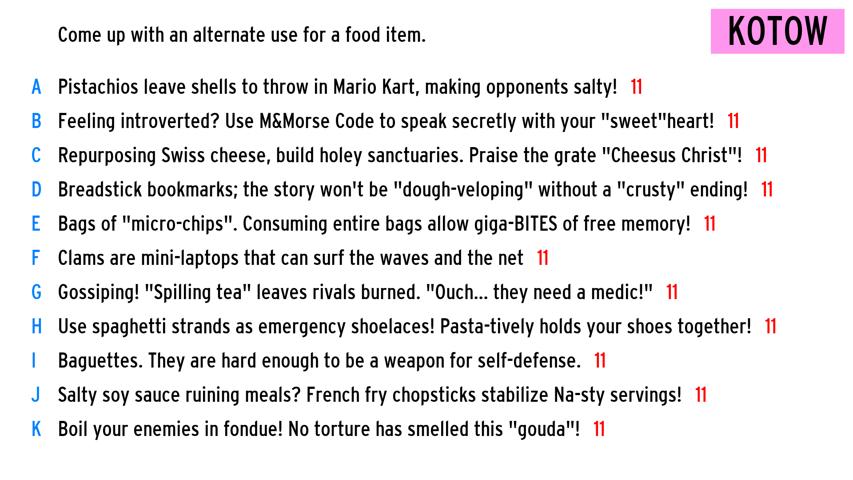 Come up with an alternate use for a food item.
KOTOW
A Pistachios leave shells to throw in Mario Kart, making opponents salty! 11
B Feeling introverted? Use M&Morse Code to speak secretly with your "sweet"heart! 11
C Repurposing Swiss cheese, build holey sanctuaries. Praise the grate "Cheesus Christ"! 11
D Breadstick bookmarks; the story won't be "dough-veloping" without a "crusty" ending! 11
E Bags of "micro-chips". Consuming entire bags allow giga-BITES of free memory! 11
F Clams are mini-laptops that can surf the waves and the net 11
G Gossiping! "Spilling tea" leaves rivals burned. "Ouch... they need a medic!" 11
H Use spaghetti strands as emergency shoelaces! Pasta-tively holds your shoes together! 11
I Baguettes. They are hard enough to be a weapon for self-defense. 11
J Salty soy sauce ruining meals? French fry chopsticks stabilize Na-sty servings! 11
K Boil your enemies in fondue! No torture has smelled this "gouda"! 11